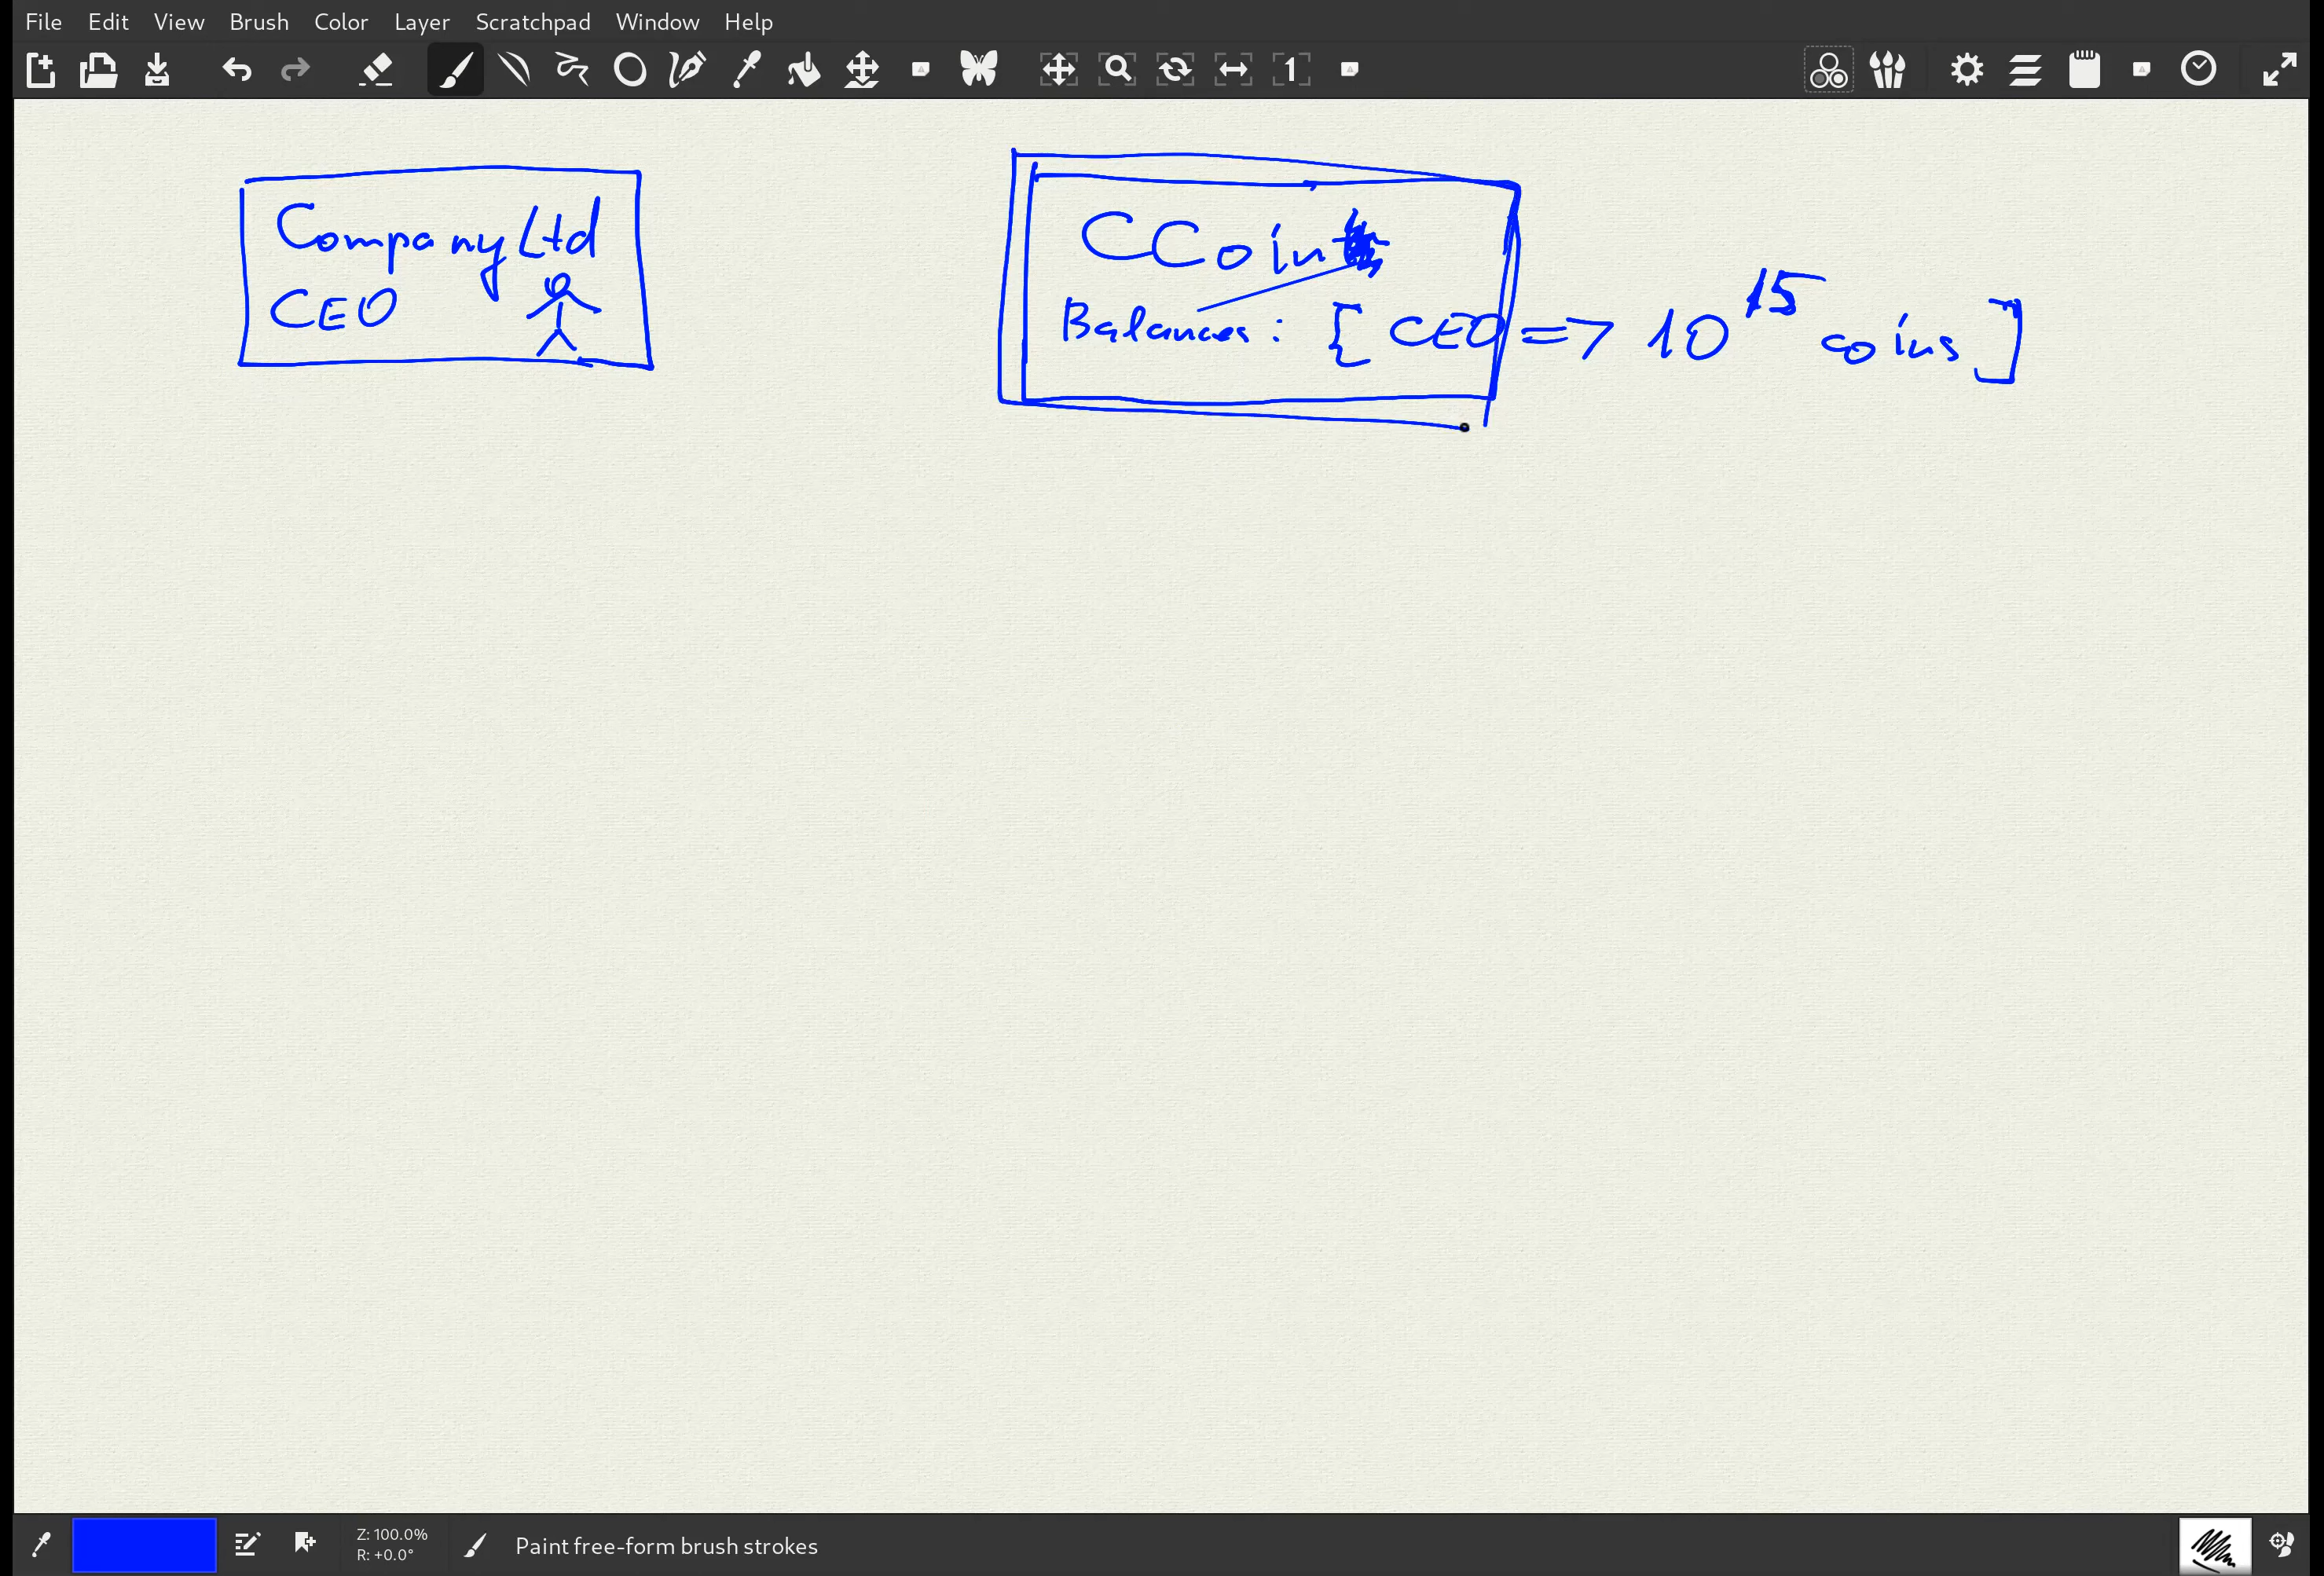 File Edit View Brush Color Layer Scratchpad Window Help
1
Company Ltd
CEO
CCoin
Balances: [ CEO => 10^15 coins ]
Z: 100.0%
R: +0.0°
Paint free-form brush strokes